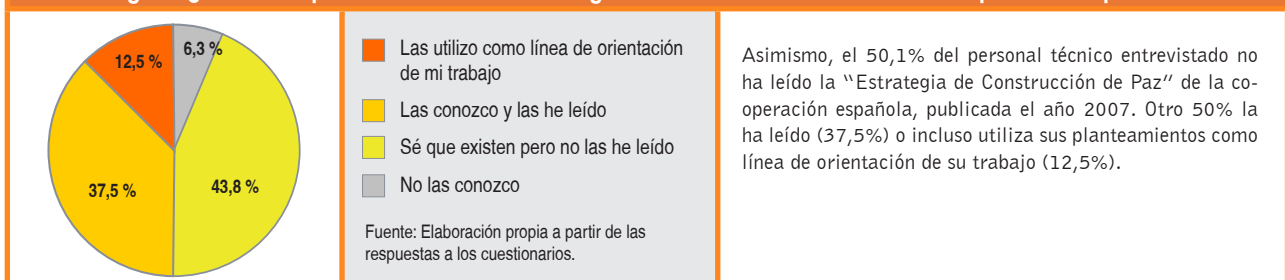 12,5 %
6,3 %
37,5 %
43,8 %
Las utilizo como línea de orientación
de mi trabajo
Las conozco y las he leído
Sé que existen pero no las he leído
No las conozco
Fuente: Elaboración propia a partir de las
respuestas a los cuestionarios.
Asimismo, el 50,1% del personal técnico entrevistado no
ha leído la “Estrategia de Construcción de Paz” de la co-
operación española, publicada el año 2007. Otro 50% la
ha leído (37,5%) o incluso utiliza sus planteamientos como
línea de orientación de su trabajo (12,5%).